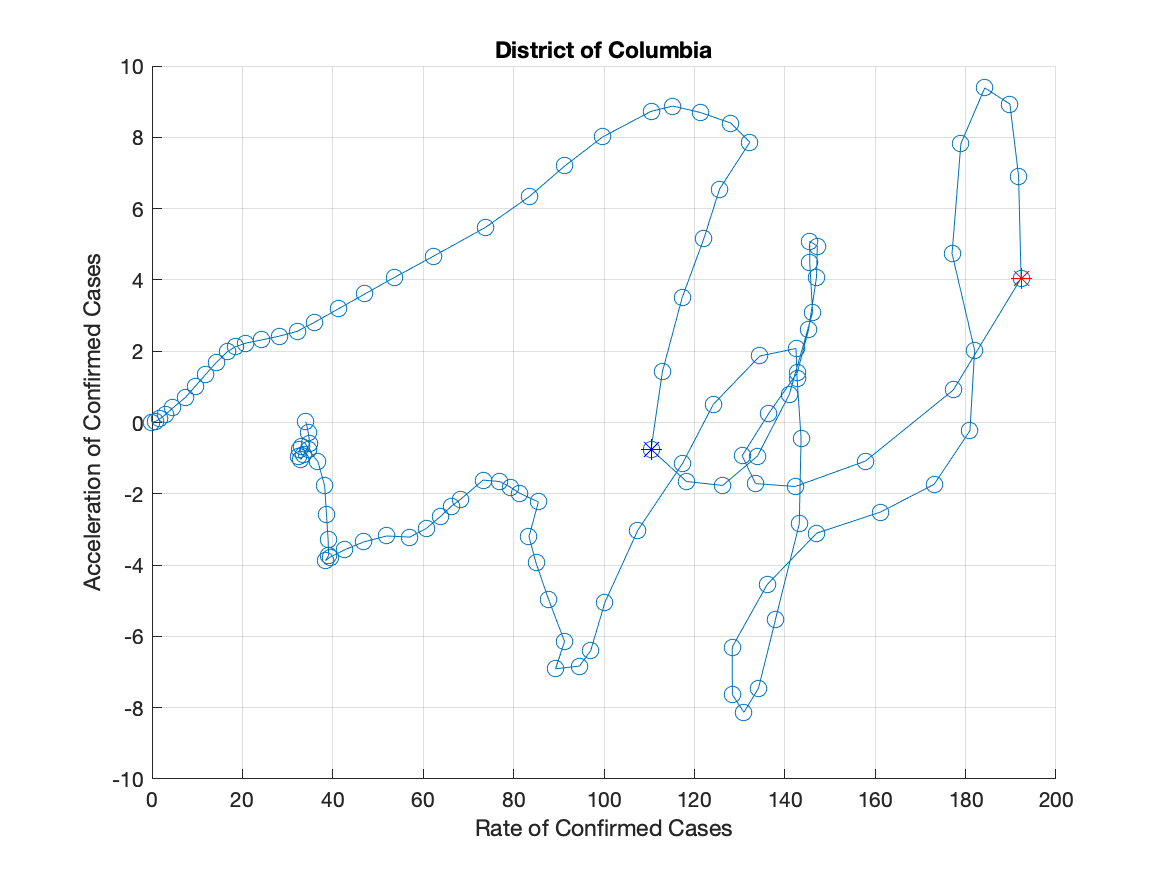 District of Columbia
10
8
6
4
2
0
-2
-4
-6
-8
-10
Acceleration of Confirmed Cases
0 20 40 60 80 100 120 140 160 180 200
Rate of Confirmed Cases